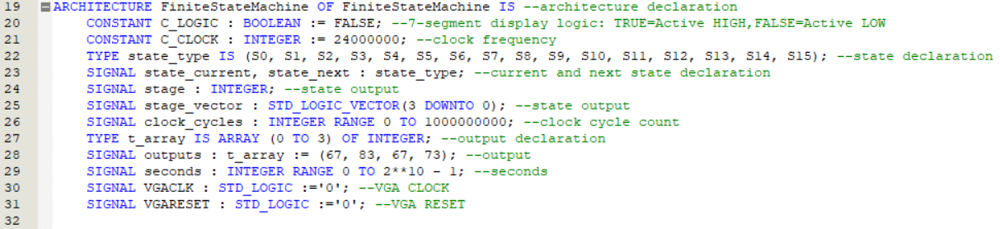 19 ARCHITECTURE FiniteStateMachine OF FiniteStateMachine IS --architecture declaration
20 CONSTANT C_LOGIC : BOOLEAN := FALSE; --7-segment display logic: TRUE=Active HIGH,FALSE=Active LOW
21 CONSTANT C_CLOCK : INTEGER := 24000000; --clock frequency
22 TYPE state_type IS (S0, S1, S2, S3, S4, S5, S6, S7, S8, S9, S10, S11, S12, S13, S14, S15); --state declaration
23 SIGNAL state_current, state_next : state_type; --current and next state declaration
24 SIGNAL stage : INTEGER; --state output
25 SIGNAL stage_vector : STD_LOGIC_VECTOR(3 DOWNTO 0); --state output
26 SIGNAL clock_cycles : INTEGER RANGE 0 TO 1000000000; --clock cycle count
27 TYPE t_array IS ARRAY (0 TO 3) OF INTEGER; --output declaration
28 SIGNAL outputs : t_array := (67, 83, 67, 73); --output
29 SIGNAL seconds : INTEGER RANGE 0 TO 2**10 - 1; --seconds
30 SIGNAL VGACLK : STD_LOGIC :='0'; --VGA CLOCK
31 SIGNAL VGARESET : STD_LOGIC :='0'; --VGA RESET
32